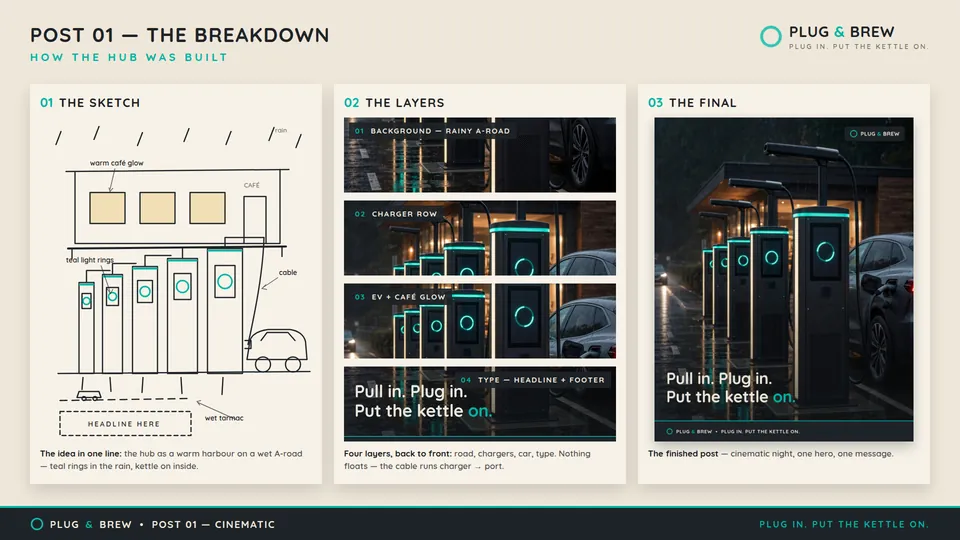 POST 01 — THE BREAKDOWN
HOW THE HUB WAS BUILT
PLUG & BREW
PLUG IN. PUT THE KETTLE ON.
01 THE SKETCH
rain
warm café glow
CAFÉ
teal light rings
cable
wet tarmac
HEADLINE HERE
The idea in one line: the hub as a warm harbour on a wet A-road
— teal rings in the rain, kettle on inside.
02 THE LAYERS
01 BACKGROUND — RAINY A-ROAD
02 CHARGER ROW
03 EV + CAFÉ GLOW
04 TYPE — HEADLINE + FOOTER
Pull in. Plug in.
Put the kettle on.
Four layers, back to front: road, chargers, car, type. Nothing
floats — the cable runs charger → port.
03 THE FINAL
PLUG & BREW
Pull in. Plug in.
Put the kettle on.
PLUG & BREW • PLUG IN. PUT THE KETTLE ON.
The finished post — cinematic night, one hero, one message.
PLUG & BREW • POST 01 — CINEMATIC
PLUG IN. PUT THE KETTLE ON.